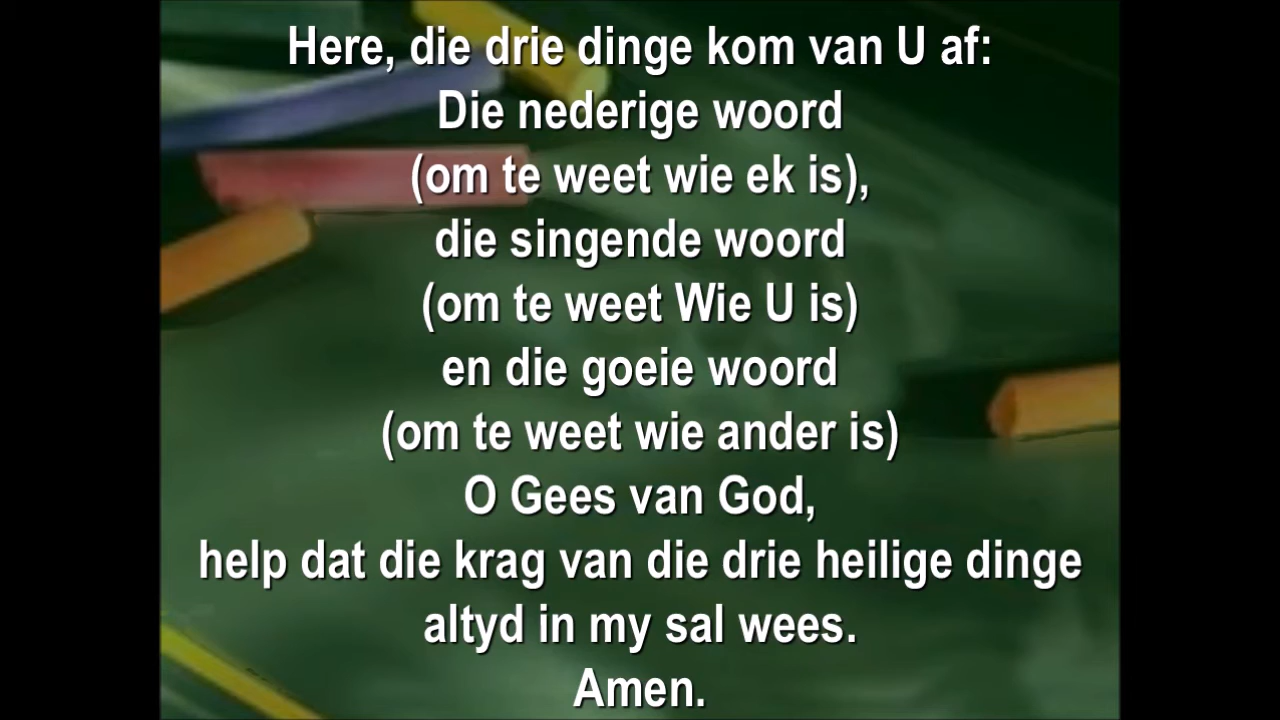 Here, die drie dinge kom van U af:
Die nederige woord
(om te weet wie ek is),
die singende woord
(om te weet Wie U is)
en die goeie woord
(om te weet wie ander is)
O Gees van God,
help dat die krag van die drie heilige dinge
altyd in my sal wees.
Amen.